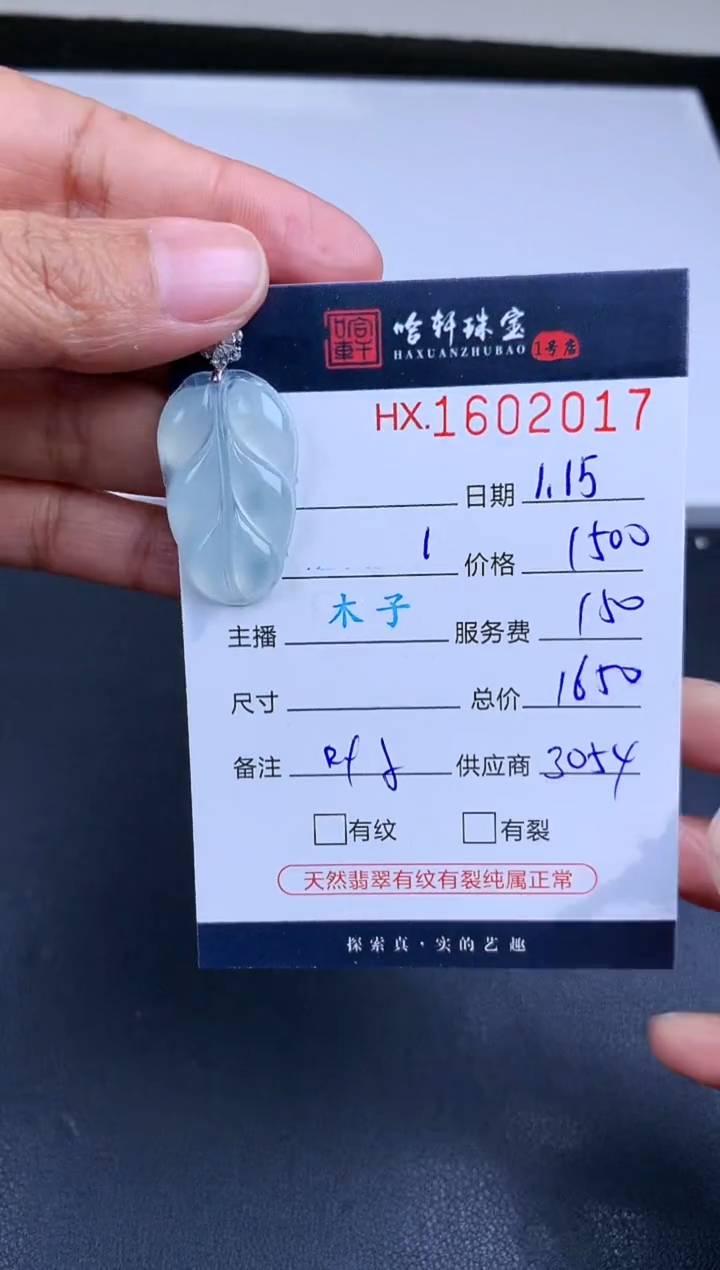 哈轩珠宝
HAXUANZHUBAO 1号店
HX.1602017
日期 1.15
1 价格 1500
主播 木子 服务费 150
尺寸 总价 1650
备注 供应商 3054
□有纹 □有裂
天然翡翠有纹有裂纯属正常
探索真·实的艺趣